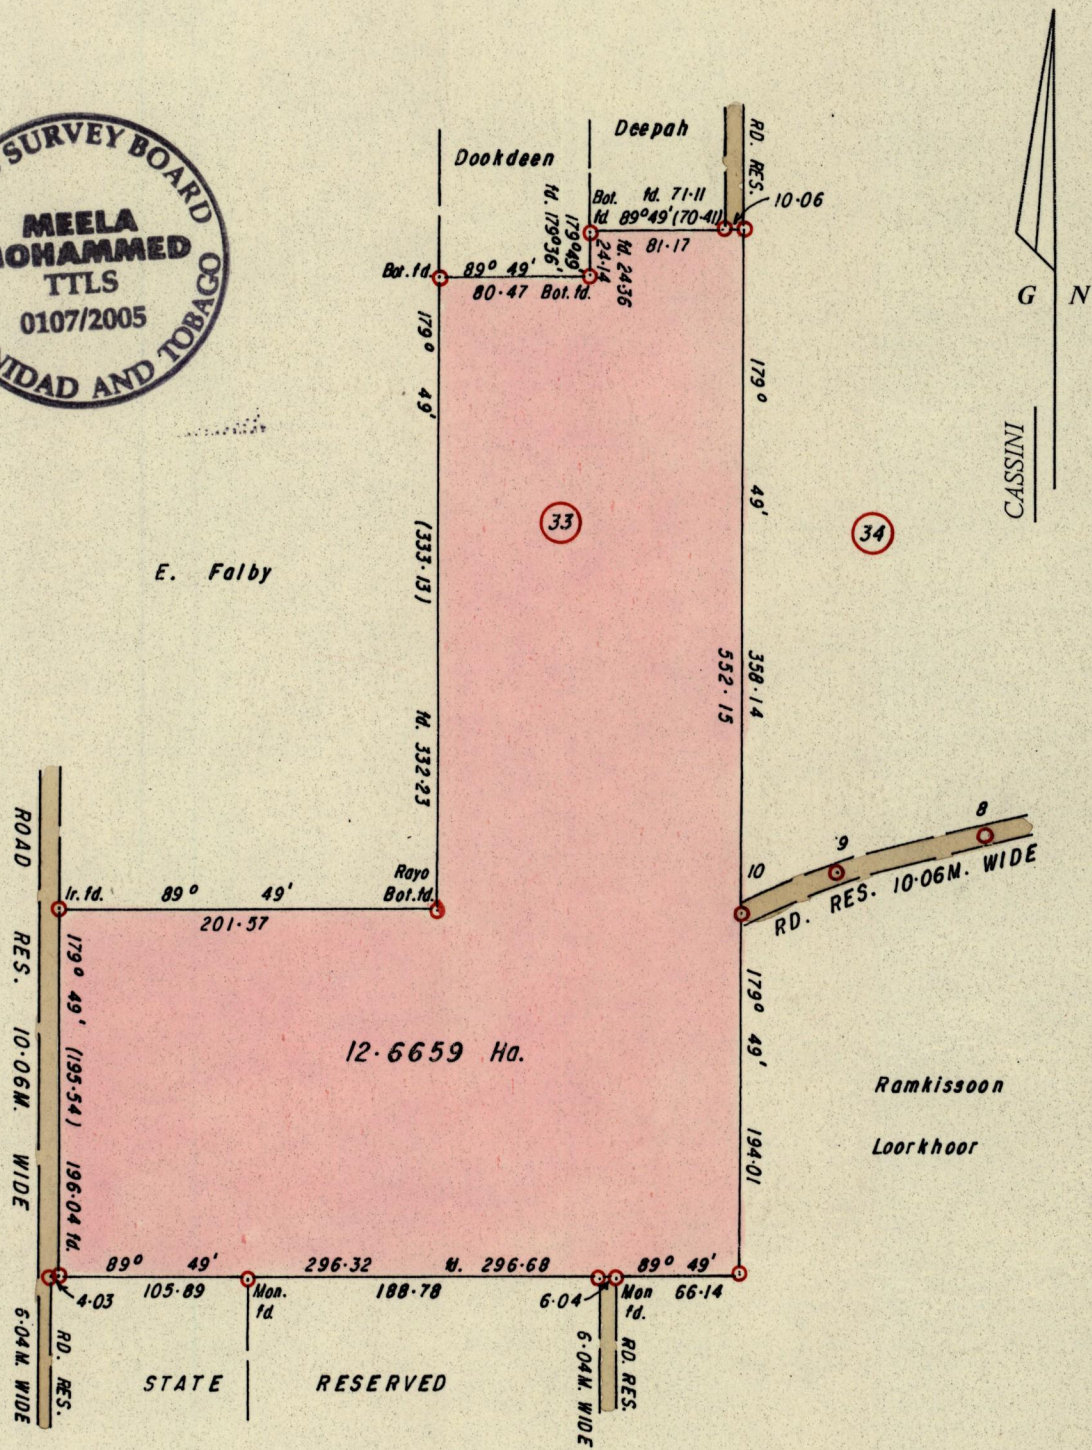 SURVEY BOARD
MEELA
MOHAMMED
TTLS
0107/2005
TRINIDAD AND TOBAGO
Dookdeen
Deepah
RD. RES.
10·06
Bot. fd. 71·11
fd 89°49' (70·41)
81·17
fd. 179°36'
179°49'
24·14
fd. 24·36
Bot. fd.
89° 49'
80·47 Bot. fd.
G N
CASSINI
179° 49'
(333·13)
fd. 332·23
179° 49'
358·14
552·15
33
34
E. Falby
8
9
10
RD. RES. 10·06M. WIDE
ROAD RES. 10·06M. WIDE
Ir. fd. 89° 49'
201·57
Rayo
Bot. fd.
179° 49' (195·54) 196·04 fd.
179° 49' 194·01
12·6659 Ha.
Ramkissoon
Loorkhoor
89° 49' 296·32 fd. 296·68 89° 49'
4·03 105·89 Mon. fd. 188·78 6·04 Mon fd. 66·14
6·04M. WIDE
RD. RES.
STATE RESERVED
6·04M. WIDE
RD. RES.